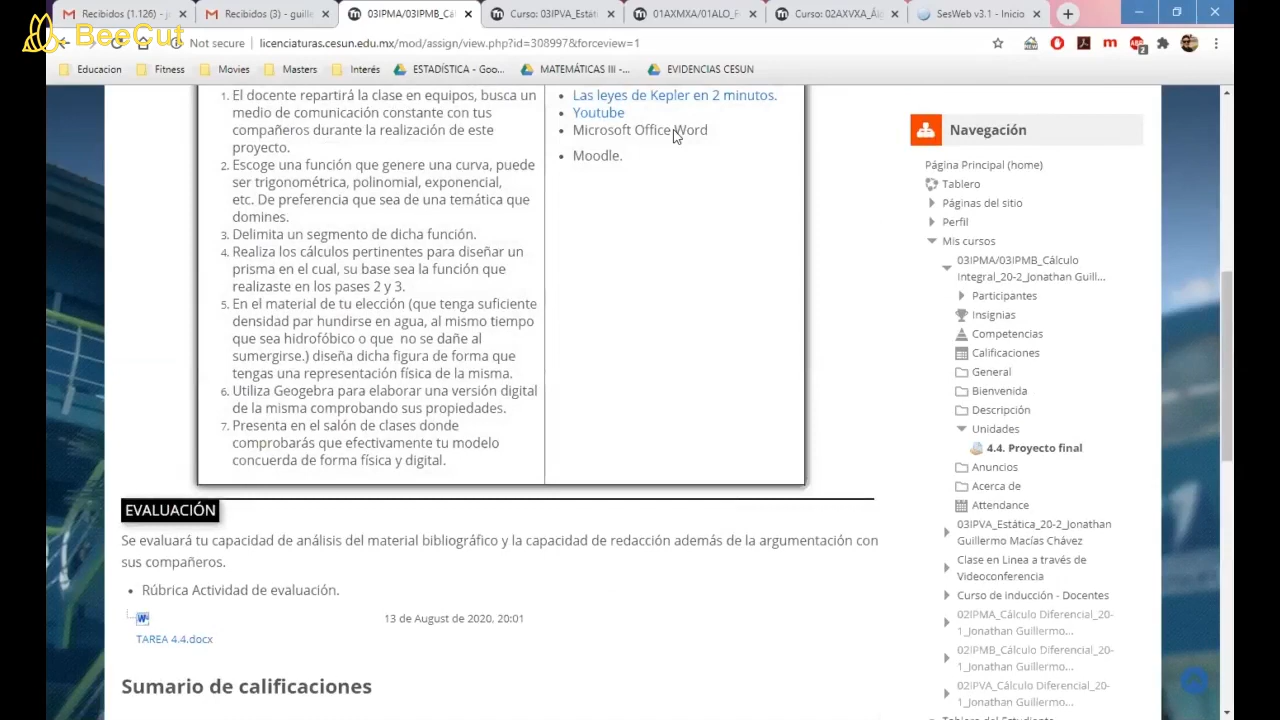 BeeCut
Recibidos (1.126) - j
Recibidos (3) - guille
03IPMA/03IPMB_Cál
Curso: 03IPVA_Estát
01AXMXA/01ALO_F
Curso: 02AXVXA_Ál
SesWeb v3.1 - Inicio
Not secure
licenciaturas.cesun.edu.mx/mod/assign/view.php?id=308997&forceview=1
Educacion
Fitness
Movies
Masters
Interés
ESTADÍSTICA - Goo...
MATEMÁTICAS III -...
EVIDENCIES CESUN
1. El docente repartirá la clase en equipos, busca un
medio de comunicación constante con tus
compañeros durante la realización de este
proyecto.
2. Escoge una función que genere una curva, puede
ser trigonométrica, polinomial, exponencial,
etc. De preferencia que sea de una temática que
domines.
3. Delimita un segmento de dicha función.
4. Realiza los cálculos pertinentes para diseñar un
prisma en el cual, su base sea la función que
realizaste en los pases 2 y 3.
5. En el material de tu elección (que tenga suficiente
densidad par hundirse en agua, al mismo tiempo
que sea hidrofóbico o que no se dañe al
sumergirse.) diseña dicha figura de forma que
tengas una representación física de la misma.
6. Utiliza Geogebra para elaborar una versión digital
de la misma comprobando sus propiedades.
7. Presenta en el salón de clases donde
comprobarás que efectivamente tu modelo
concuerda de forma física y digital.
Las leyes de Kepler en 2 minutos.
Youtube
Microsoft Office Word
Moodle.
EVALUACIÓN
Se evaluará tu capacidad de análisis del material bibliográfico y la capacidad de redacción además de la argumentación con
sus compañeros.
Rúbrica Actividad de evaluación.
13 de August de 2020, 20:01
TAREA 4.4.docx
Sumario de calificaciones
Navegación
Página Principal (home)
Tablero
Páginas del sitio
Perfil
Mis cursos
03IPMA/03IPMB_Cálculo
Integral_20-2_Jonathan Guill...
Participantes
Insignias
Competencias
Calificaciones
General
Bienvenida
Descripción
Unidades
4.4. Proyecto final
Anuncios
Acerca de
Attendance
03IPVA_Estática_20-2_Jonathan
Guillermo Macías Chávez
Clase en Linea a través de
Videoconferencia
Curso de inducción - Docentes
02IPMA_Cálculo Diferencial_20-
1_Jonathan Guillermo...
02IPMB_Cálculo Diferencial_20-
1_Jonathan Guillermo...
02IPVA_Cálculo Diferencial_20-
1_Jonathan Guillermo...